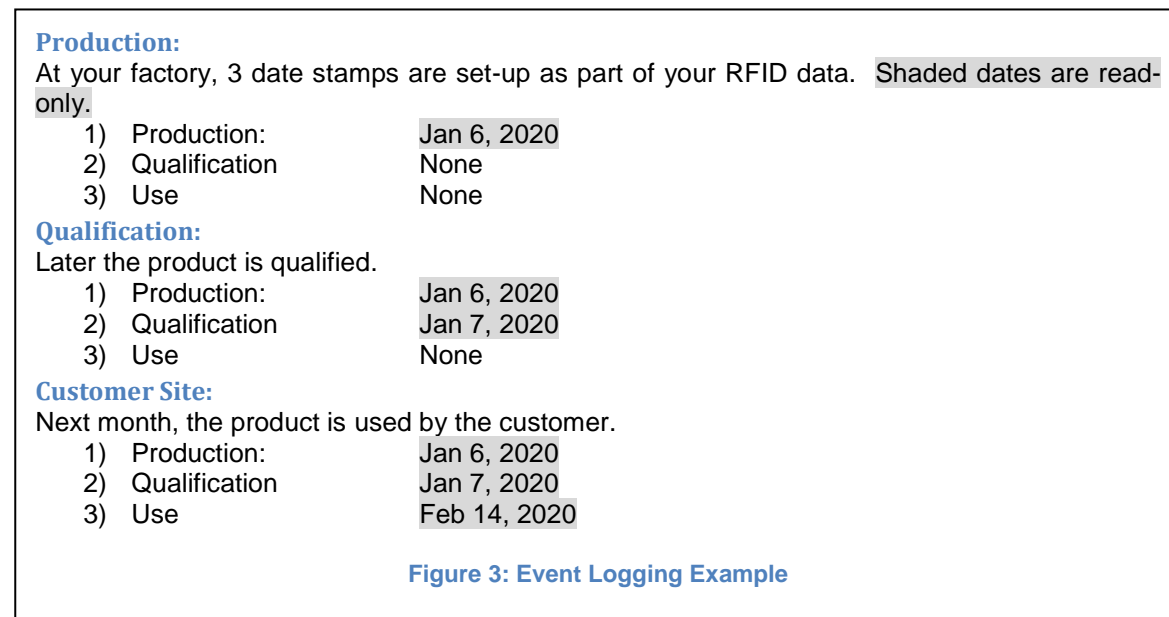 Production:
At your factory, 3 date stamps are set-up as part of your RFID data. Shaded dates are read-
only.
1) Production: Jan 6, 2020
2) Qualification None
3) Use None
Qualification:
Later the product is qualified.
1) Production: Jan 6, 2020
2) Qualification Jan 7, 2020
3) Use None
Customer Site:
Next month, the product is used by the customer.
1) Production: Jan 6, 2020
2) Qualification Jan 7, 2020
3) Use Feb 14, 2020
Figure 3: Event Logging Example